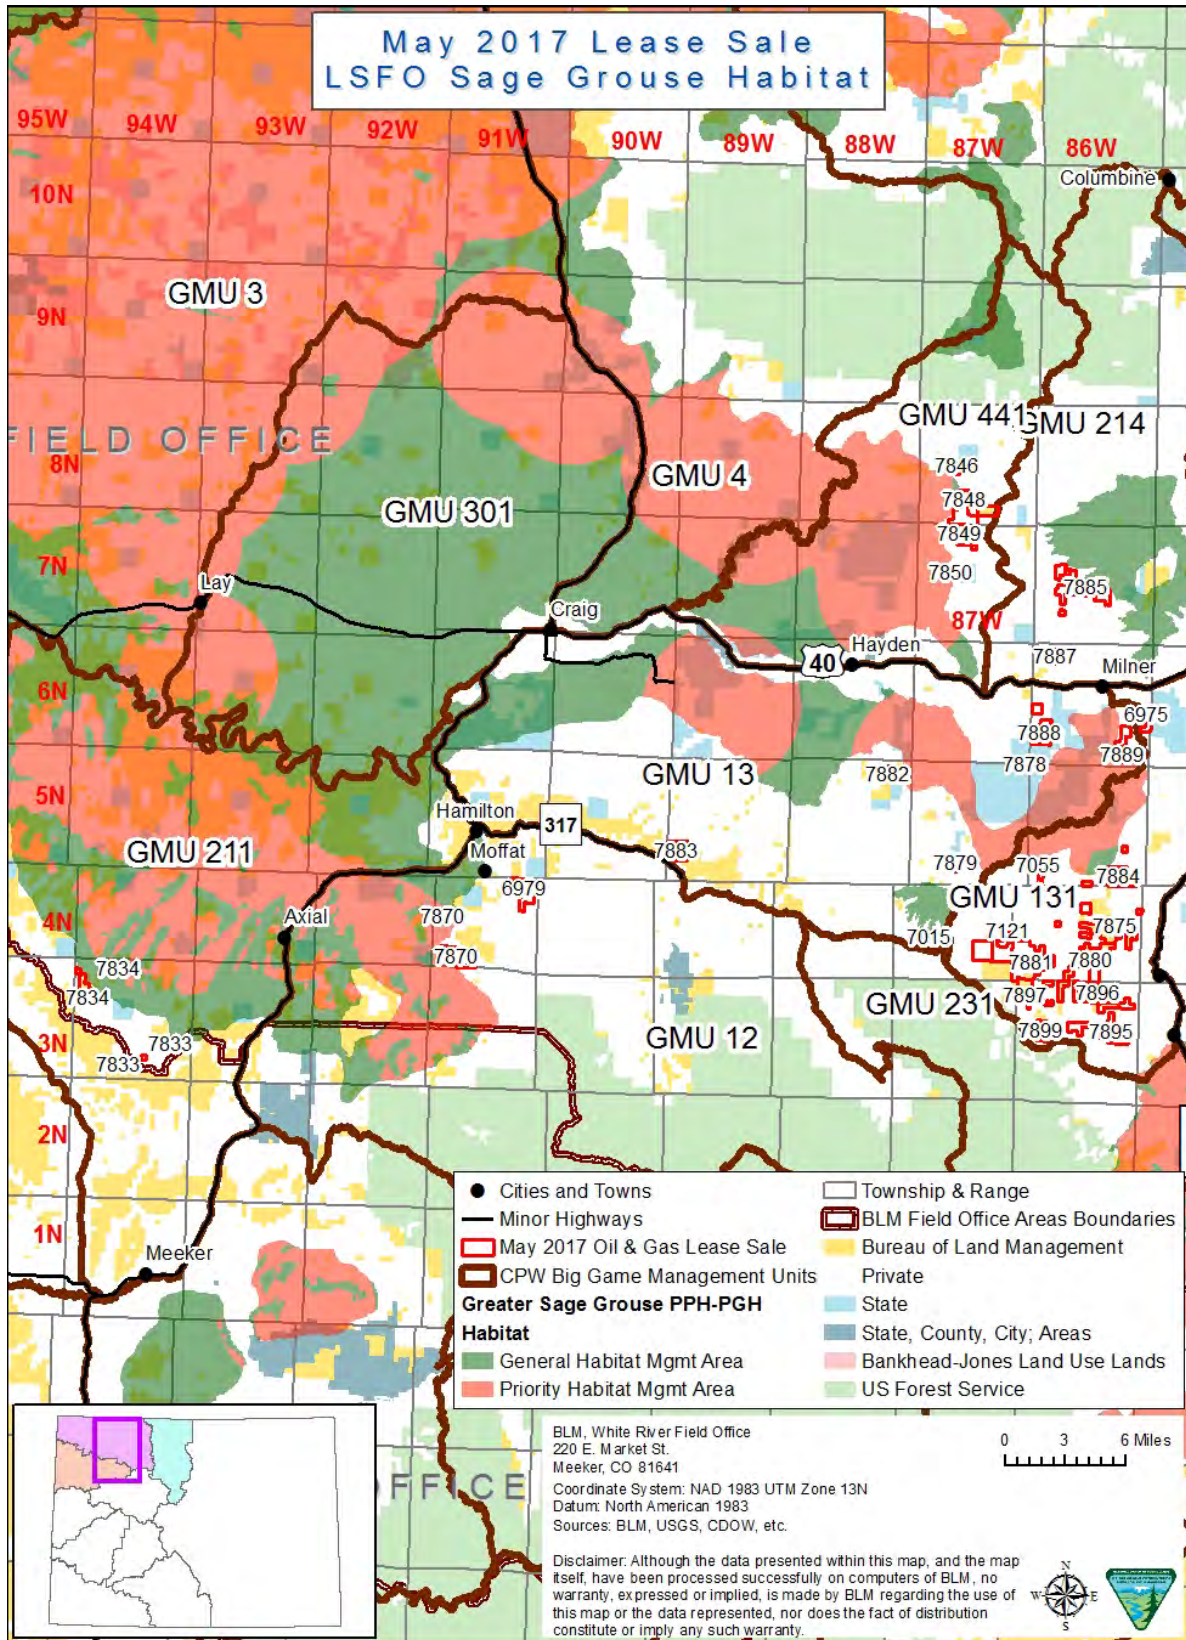 May 2017 Lease Sale
LSFO Sage Grouse Habitat
95W 94W 93W 92W 91W 90W 89W 88W 87W 86W
Columbine
10N
GMU 3
9N
GMU 441 GMU 214
FIELD OFFICE
8N
7846
GMU 4
7848
GMU 301
7849
7N
7850
7885
Lay
Craig
87W
Hayden
7887
40
Milner
6N
6975
7888
7889
7878
GMU 13
7882
5N
Hamilton
317
GMU 211
Moffat
7883
7879
7055
7884
6979
GMU 131
4N
Axial
7870
7015
7121
7875
7870
7834
7881
7880
7834
7897
7896
GMU 231
3N
7833
GMU 12
7899
7895
7833
2N
1N
Meeker
Cities and Towns
Minor Highways
May 2017 Oil & Gas Lease Sale
CPW Big Game Management Units
Greater Sage Grouse PPH-PGH
Habitat
General Habitat Mgmt Area
Priority Habitat Mgmt Area
Township & Range
BLM Field Office Areas Boundaries
Bureau of Land Management
Private
State
State, County, City; Areas
Bankhead-Jones Land Use Lands
US Forest Service
OFFICE
BLM, White River Field Office
220 E. Market St.
Meeker, CO 81641
Coordinate System: NAD 1983 UTM Zone 13N
Datum: North American 1983
Sources: BLM, USGS, CDOW, etc.
0 3 6 Miles
Disclaimer: Although the data presented within this map, and the map
itself, have been processed successfully on computers of BLM, no
warranty, expressed or implied, is made by BLM regarding the use of
this map or the data represented, nor does the fact of distribution
constitute or imply any such warranty.
N
W E
S